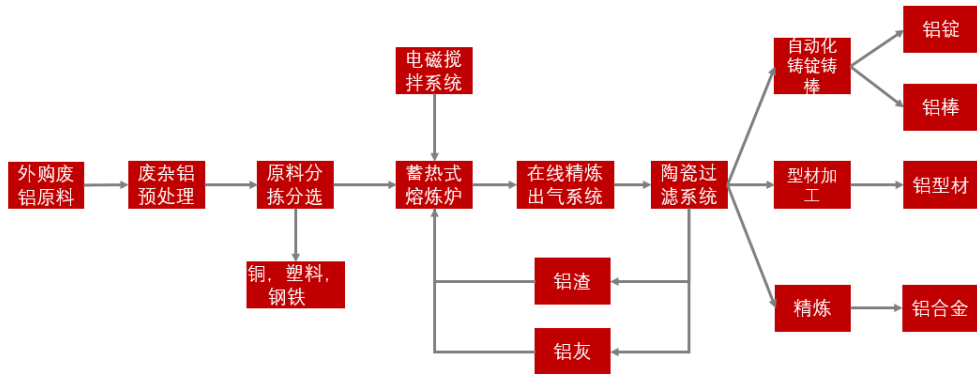 电磁搅
拌系统
自动化
铸锭铸
棒
铝锭
铝棒
外购废
铝原料
废杂铝
预处理
原料分
拣分选
蓄热式
熔炼炉
在线精炼
出气系统
陶瓷过
滤系统
型材加
工
铝型材
铜，塑料，
钢铁
铝渣
铝灰
精炼
铝合金